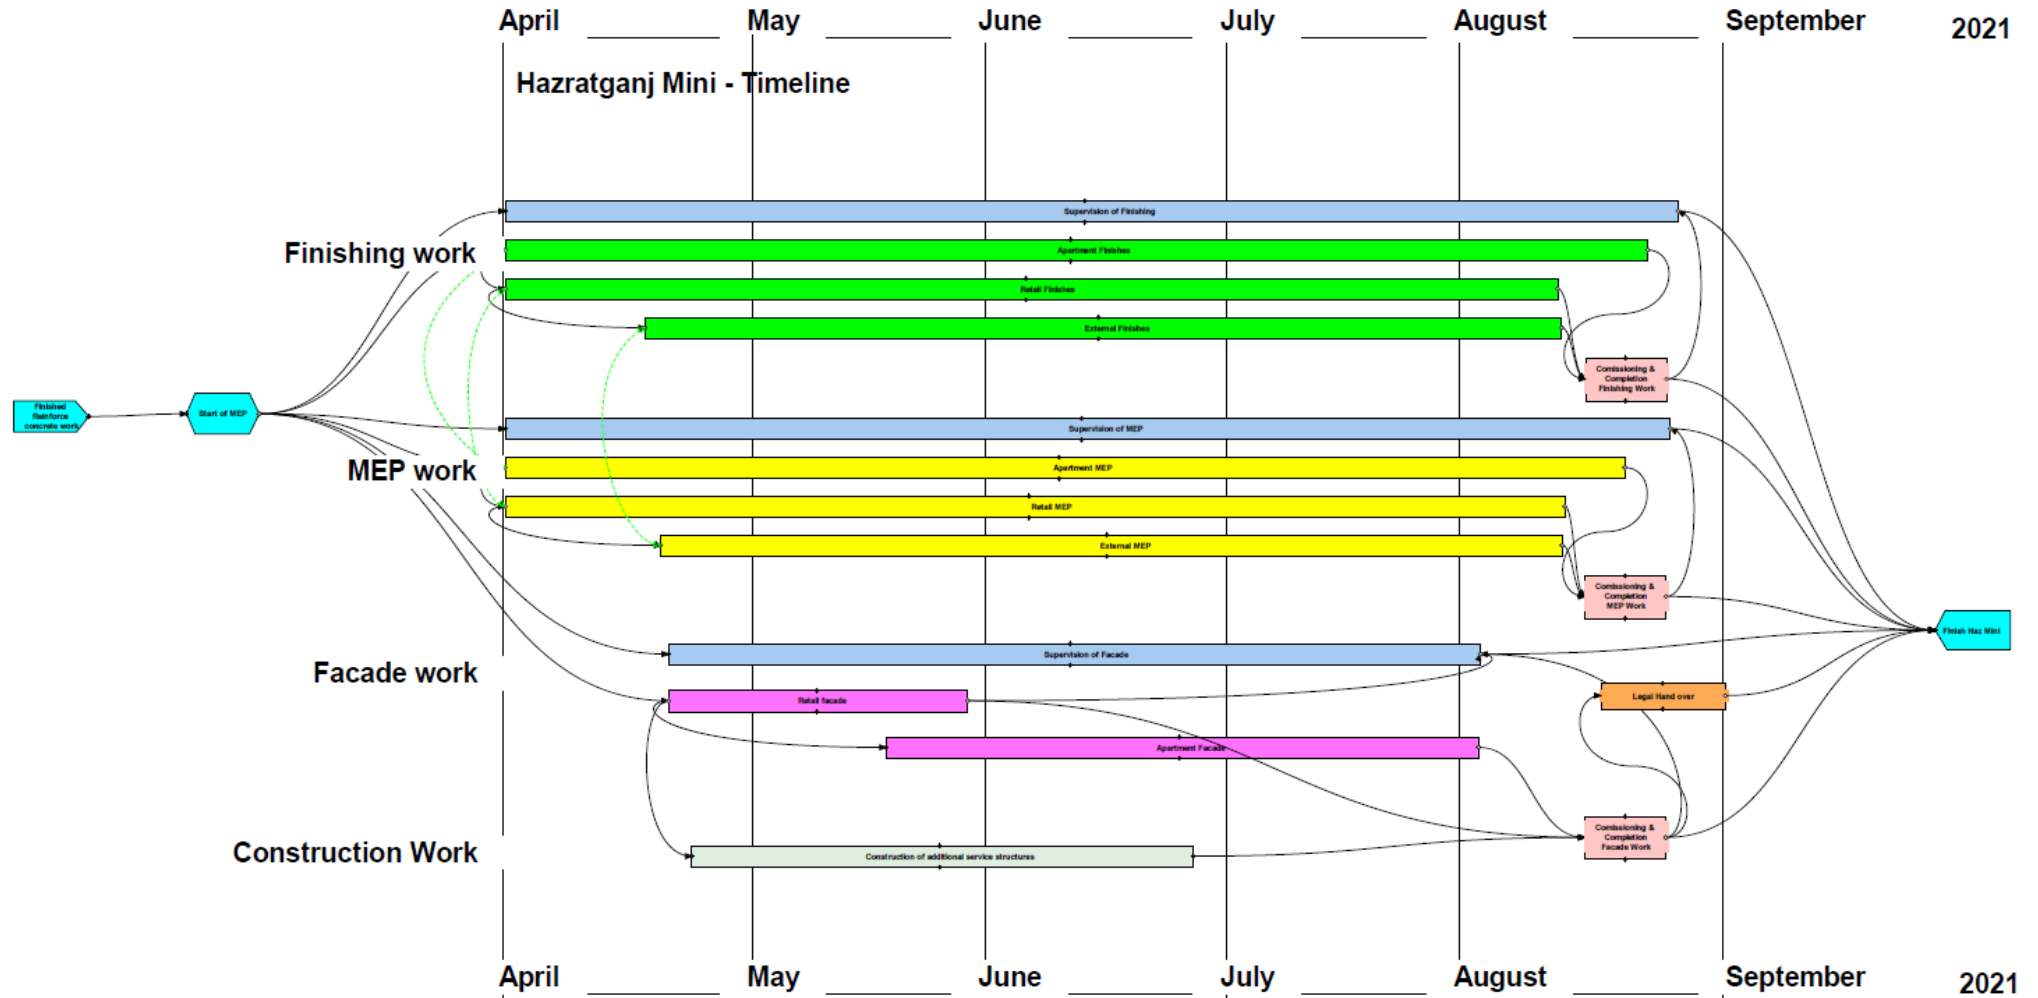 April May June July August September 2021
Hazratganj Mini - Timeline
Supervision of Finishing
Finishing work
Apartment Finishes
Retail Finishes
External Finishes
Comissioning &
Completion
Finishing Work
Finished
Reinforce
concrete work
Start of MEP
Supervision of MEP
MEP work
Apartment MEP
Retail MEP
External MEP
Comissioning &
Completion
MEP Work
Finish Haz Mini
Supervision of Facade
Facade work
Retail facade
Legal Hand over
Apartment Facade
Comissioning &
Completion
Facade Work
Construction Work
Construction of additional service structures
April May June July August September 2021